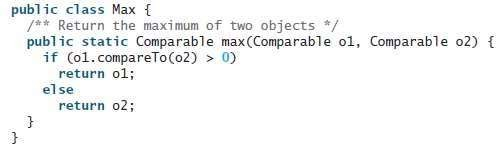 public class Max {
  /** Return the maximum of two objects */
  public static Comparable max(Comparable o1, Comparable o2) {
    if (o1.compareTo(o2) > 0)
      return o1;
    else
      return o2;
  }
}